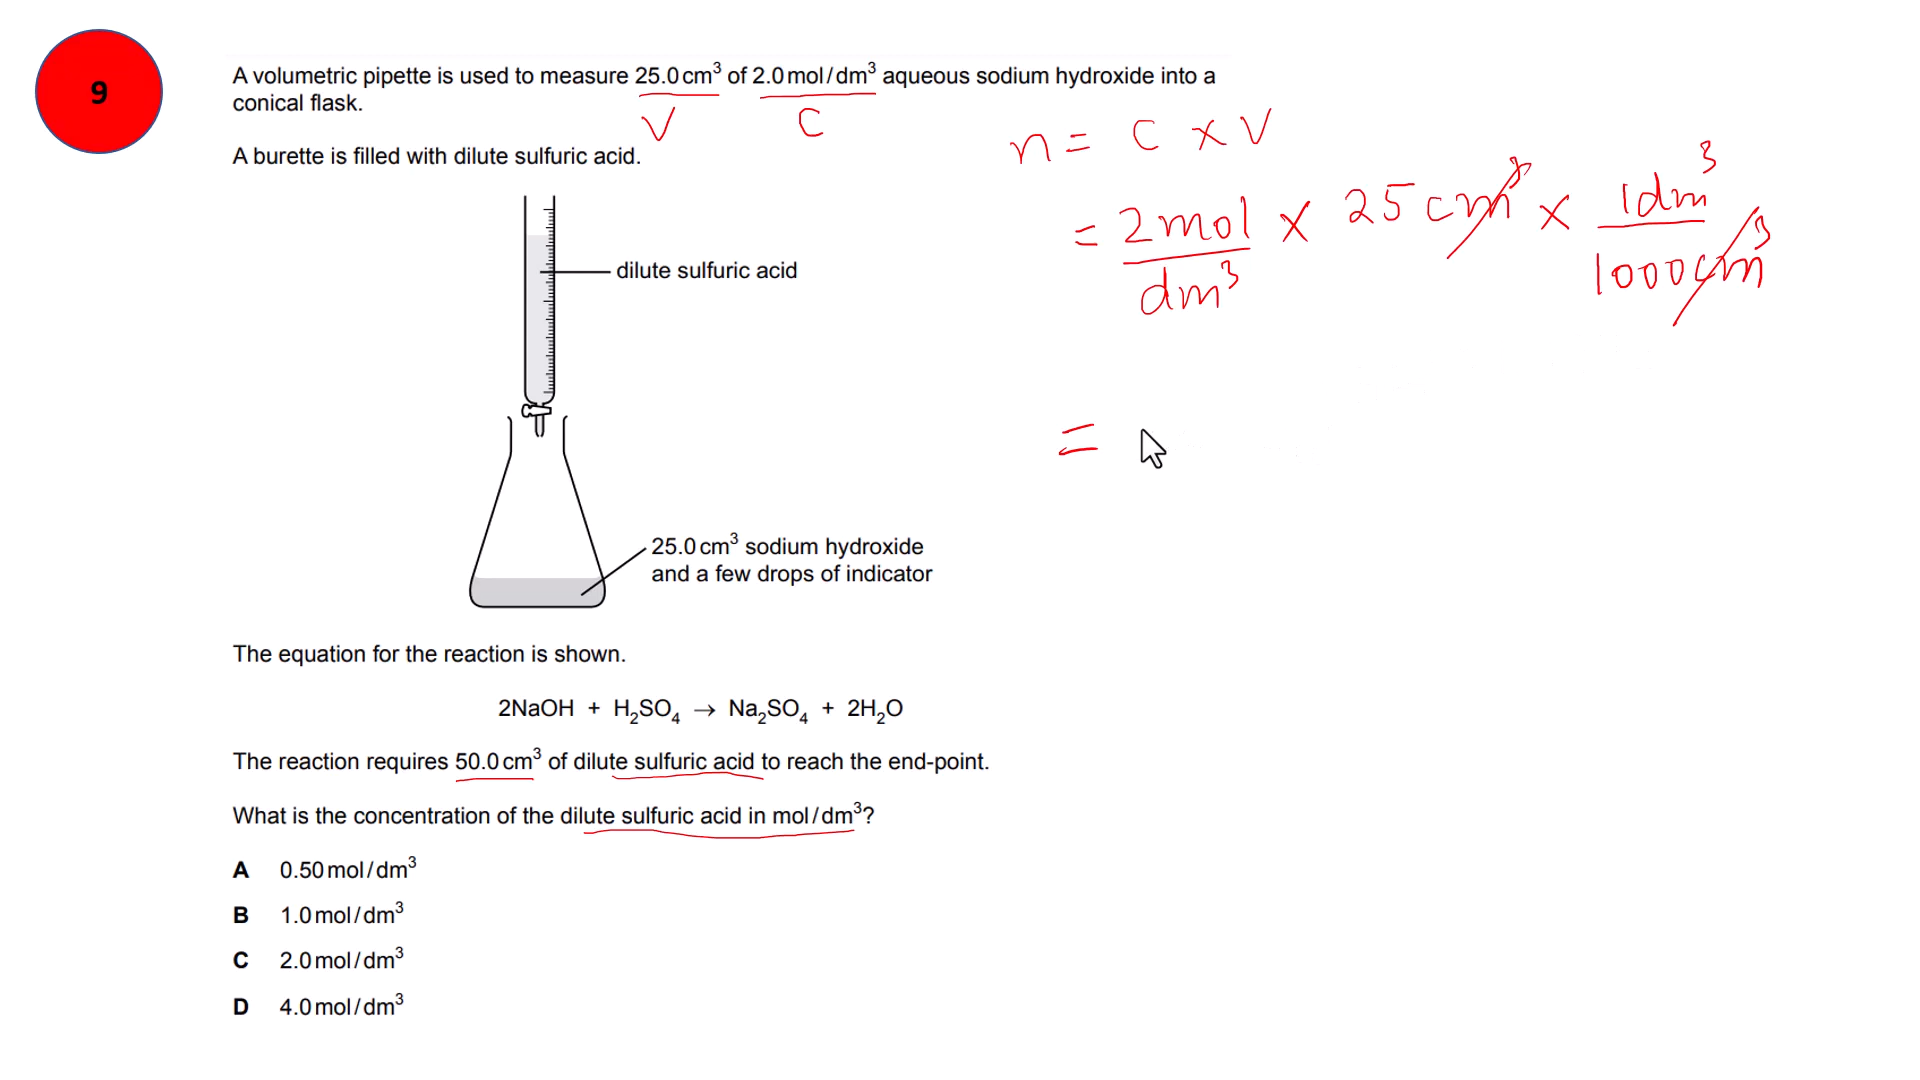 9
A volumetric pipette is used to measure 25.0 cm³ of 2.0 mol/dm³ aqueous sodium hydroxide into a
conical flask.
V C
n = C × V
A burette is filled with dilute sulfuric acid.
= 2 mol / dm³ × 25 cm³ × 1 dm³ / 1000 cm³
dilute sulfuric acid
=
25.0 cm³ sodium hydroxide
and a few drops of indicator
The equation for the reaction is shown.
2NaOH + H₂SO₄ → Na₂SO₄ + 2H₂O
The reaction requires 50.0 cm³ of dilute sulfuric acid to reach the end-point.
What is the concentration of the dilute sulfuric acid in mol/dm³?
A 0.50 mol/dm³
B 1.0 mol/dm³
C 2.0 mol/dm³
D 4.0 mol/dm³